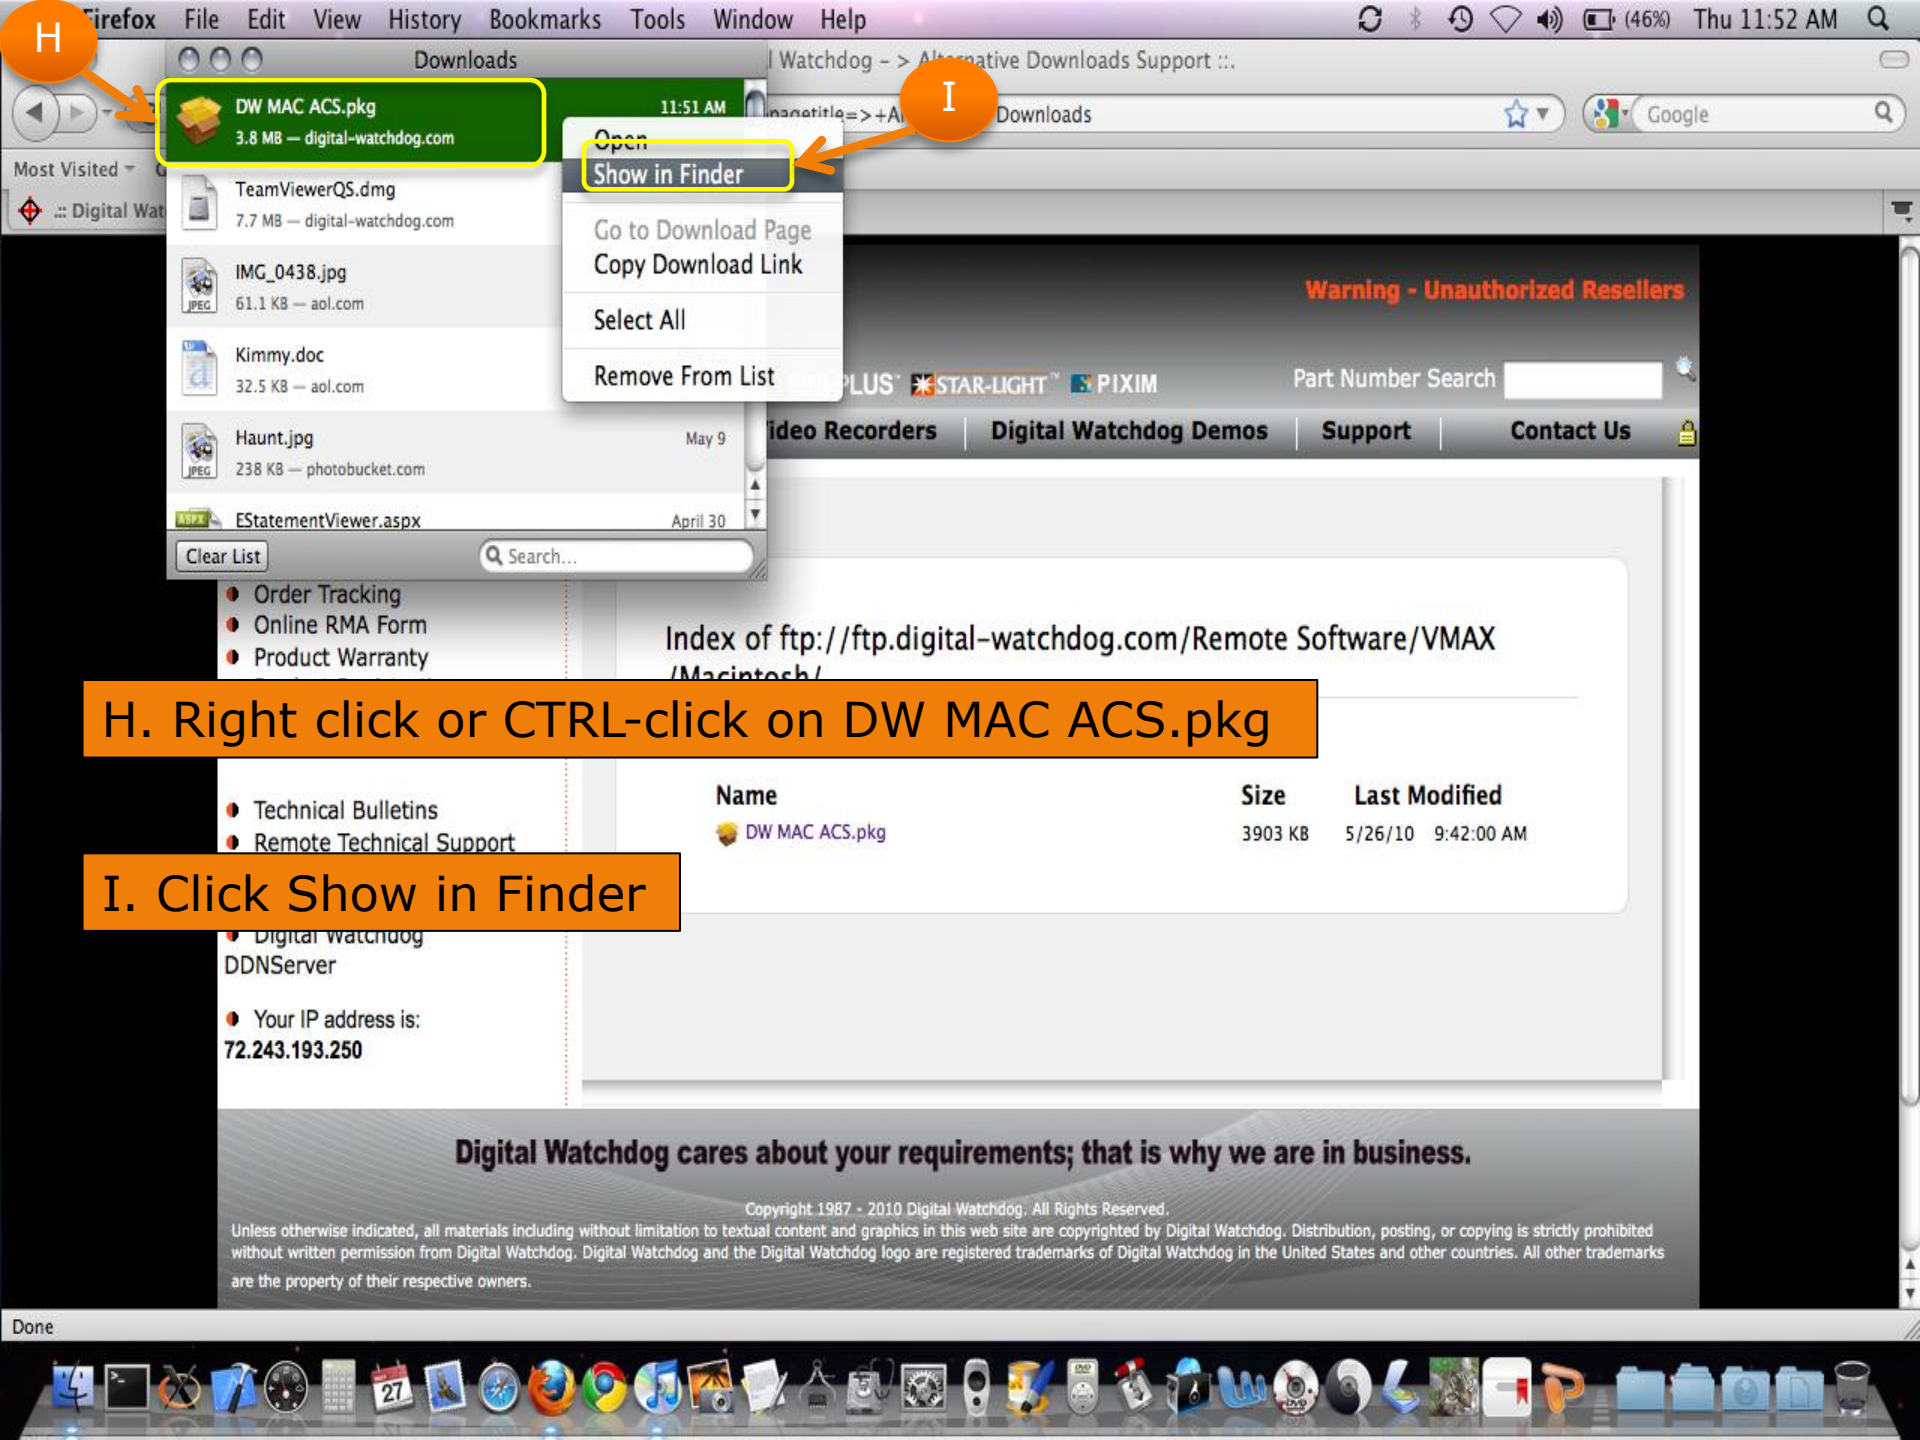 H
Firefox File Edit View History Bookmarks Tools Window Help (46%) Thu 11:52 AM
Downloads
l Watchdog - > Alternative Downloads Support ::.
I
DW MAC ACS.pkg 11:51 AM
3.8 MB — digital-watchdog.com
pagetitle=>+Al Downloads
Google
Open
Show in Finder
Go to Download Page
Copy Download Link
Select All
Remove From List
Most Visited
.:: Digital Wat
TeamViewerQS.dmg
7.7 MB — digital-watchdog.com
IMG_0438.jpg
61.1 KB — aol.com
JPEG
Kimmy.doc
32.5 KB — aol.com
Haunt.jpg May 9
238 KB — photobucket.com
JPEG
ASPX EStatementViewer.aspx April 30
Clear List Search...
Warning - Unauthorized Resellers
PLUS™ STAR-LIGHT™ PIXIM
Part Number Search
ideo Recorders Digital Watchdog Demos Support Contact Us
Order Tracking
Online RMA Form
Product Warranty
Index of ftp://ftp.digital-watchdog.com/Remote Software/VMAX
/Macintosh/
H. Right click or CTRL-click on DW MAC ACS.pkg
Name Size Last Modified
DW MAC ACS.pkg 3903 KB 5/26/10 9:42:00 AM
Technical Bulletins
Remote Technical Support
I. Click Show in Finder
Digital Watchdog
DDNServer
Your IP address is:
72.243.193.250
Digital Watchdog cares about your requirements; that is why we are in business.
Copyright 1987 - 2010 Digital Watchdog. All Rights Reserved.
Unless otherwise indicated, all materials including without limitation to textual content and graphics in this web site are copyrighted by Digital Watchdog. Distribution, posting, or copying is strictly prohibited
without written permission from Digital Watchdog. Digital Watchdog and the Digital Watchdog logo are registered trademarks of Digital Watchdog in the United States and other countries. All other trademarks
are the property of their respective owners.
Done
27